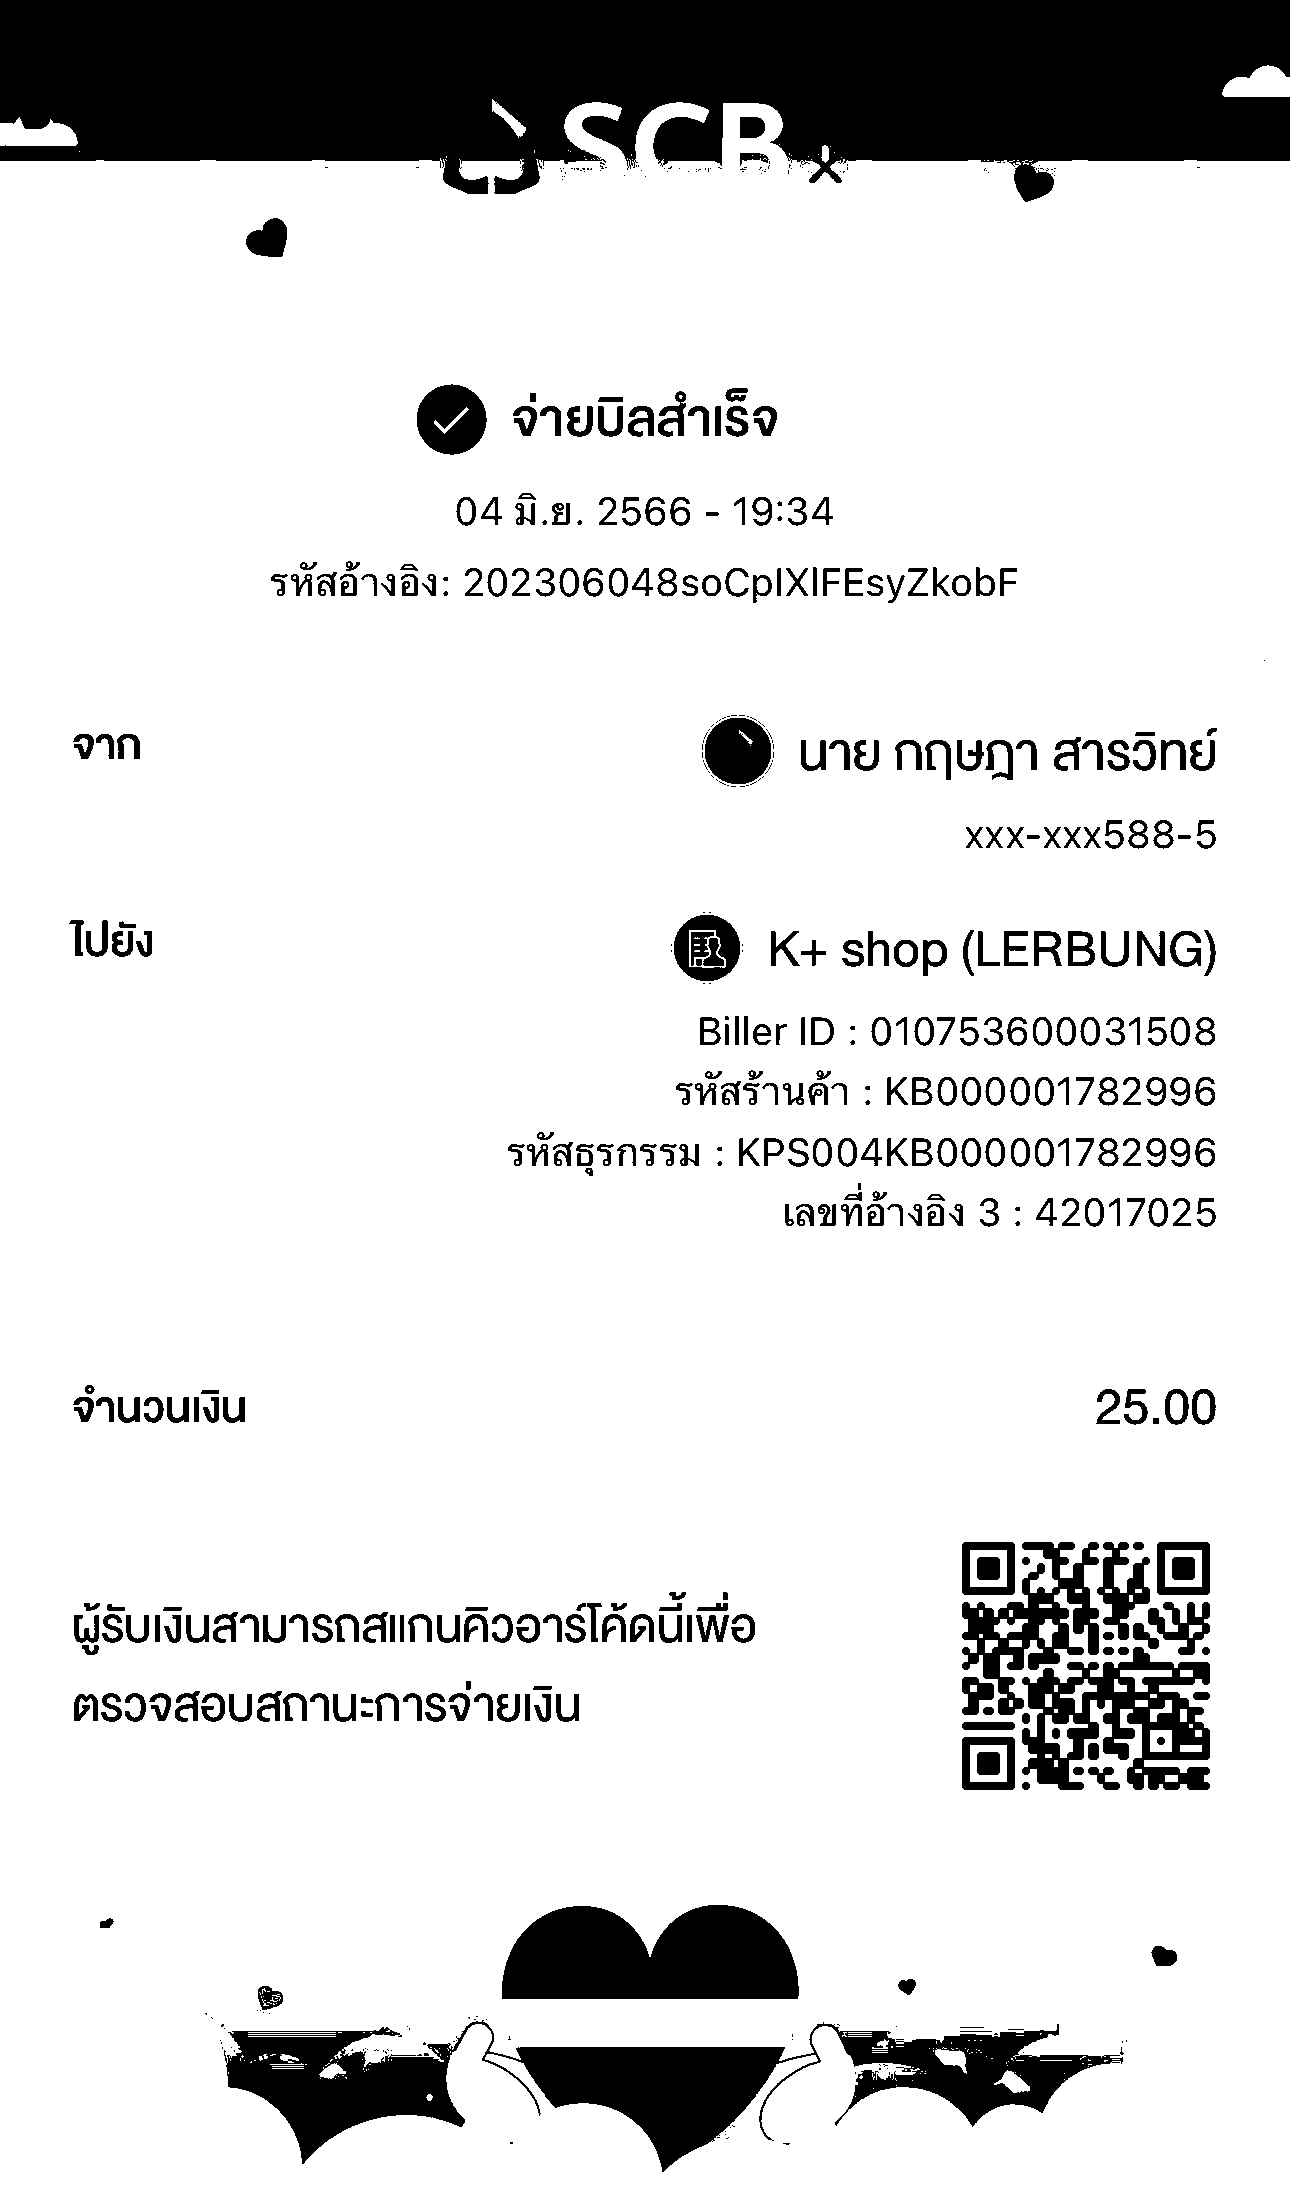 SCB
จ่ายบิลสำเร็จ
04 มิ.ย. 2566 - 19:34
รหัสอ้างอิง: 202306048soCpIXlFEsyZkobF
จาก
นาย กฤษฎา สารวิทย์
xxx-xxx588-5
ไปยัง
K+ shop (LERBUNG)
Biller ID : 010753600031508
รหัสร้านค้า : KB000001782996
รหัสธุรกรรม : KPS004KB000001782996
เลขที่อ้างอิง 3 : 42017025
จำนวนเงิน
25.00
ผู้รับเงินสามารถสแกนคิวอาร์โค้ดนี้เพื่อ
ตรวจสอบสถานะการจ่ายเงิน